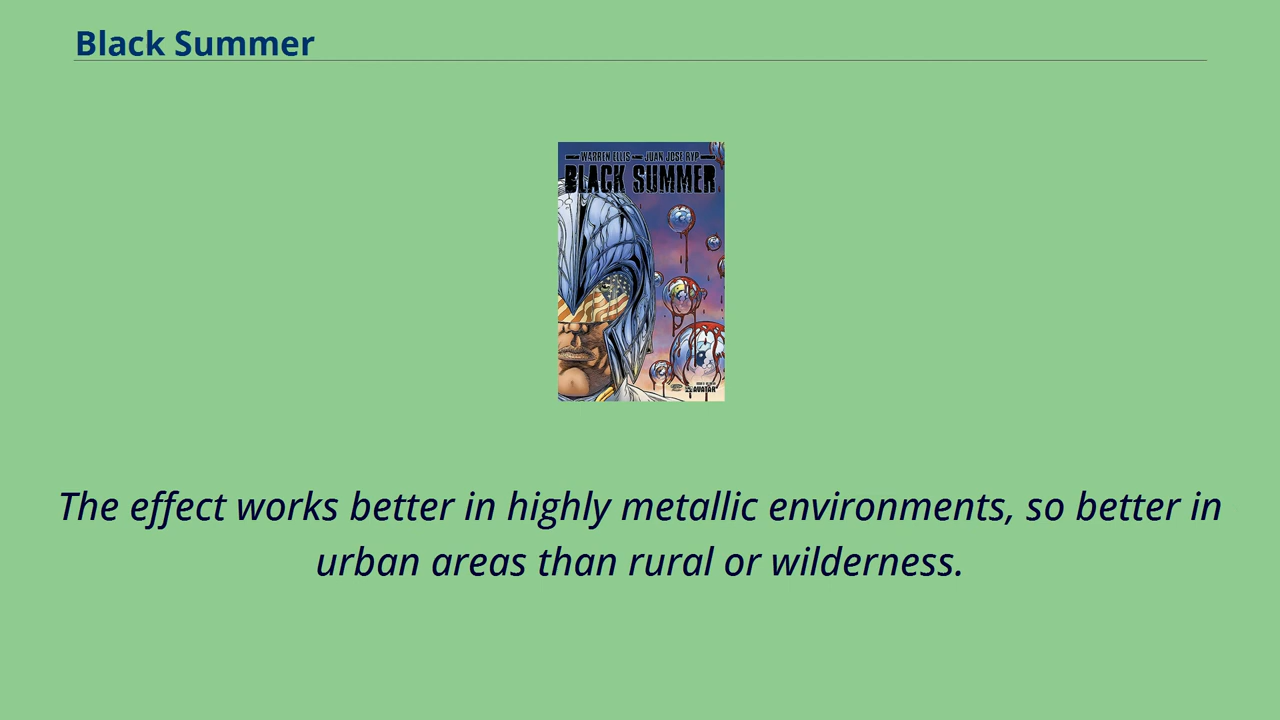 Black Summer
WARREN ELLIS JUAN JOSE RYP
BLACK SUMMER
AVATAR
The effect works better in highly metallic environments, so better in
urban areas than rural or wilderness.